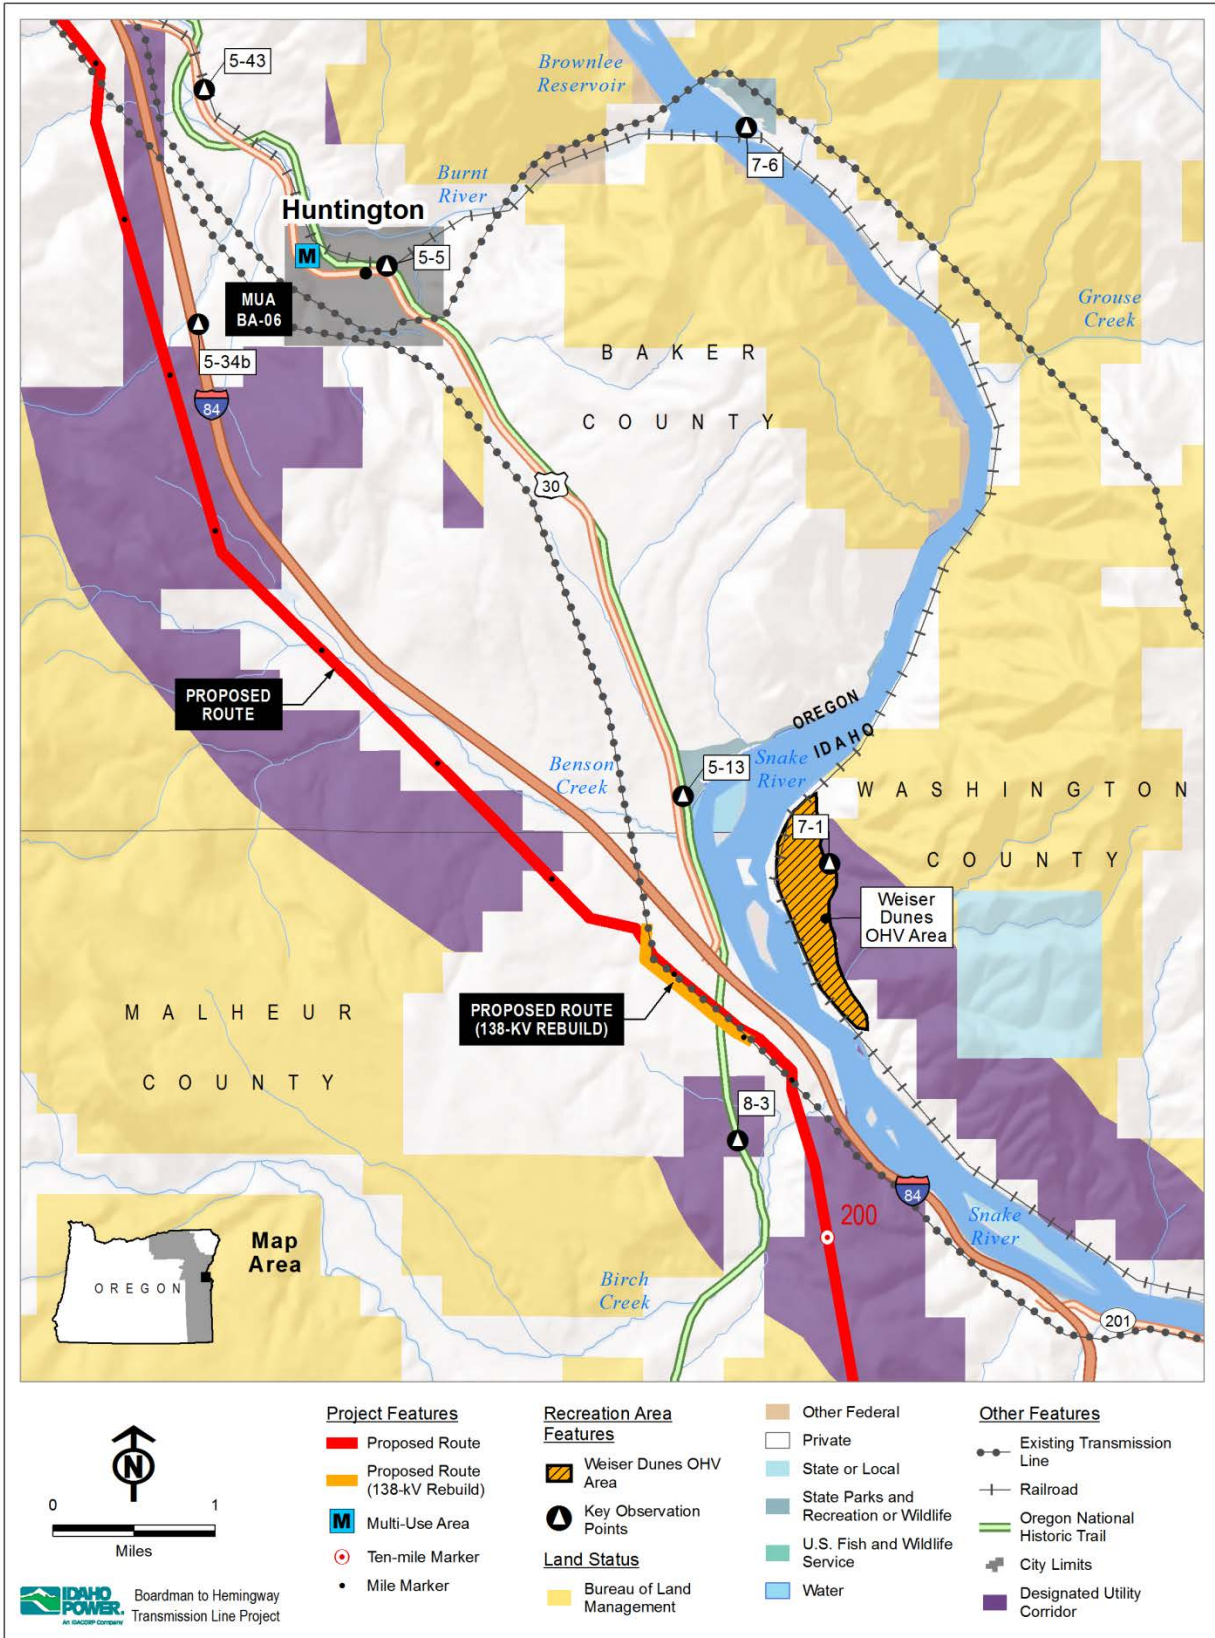 5-43
Brownlee
Reservoir
7-6
Burnt
River
Huntington
M
5-5
MUA
BA-06
Grouse
Creek
5-34b
84
B A K E R
C O U N T Y
30
PROPOSED
ROUTE
OREGON
IDAHO
Benson
Creek
5-13
Snake
River
W A S H I N G T O N
C O U N T Y
7-1
Weiser
Dunes
OHV Area
M A L H E U R
C O U N T Y
PROPOSED ROUTE
(138-KV REBUILD)
8-3
84
200
Snake
River
Map
Area
O R E G O N
Birch
Creek
201
N
0 1
Miles
IDAHO
POWER.
An IDACORP Company
Boardman to Hemingway
Transmission Line Project
Project Features
Proposed Route
Proposed Route
(138-kV Rebuild)
M
Multi-Use Area
Ten-mile Marker
Mile Marker
Recreation Area
Features
Weiser Dunes OHV
Area
Key Observation
Points
Land Status
Bureau of Land
Management
Other Federal
Private
State or Local
State Parks and
Recreation or Wildlife
U.S. Fish and Wildlife
Service
Water
Other Features
Existing Transmission
Line
Railroad
Oregon National
Historic Trail
City Limits
Designated Utility
Corridor